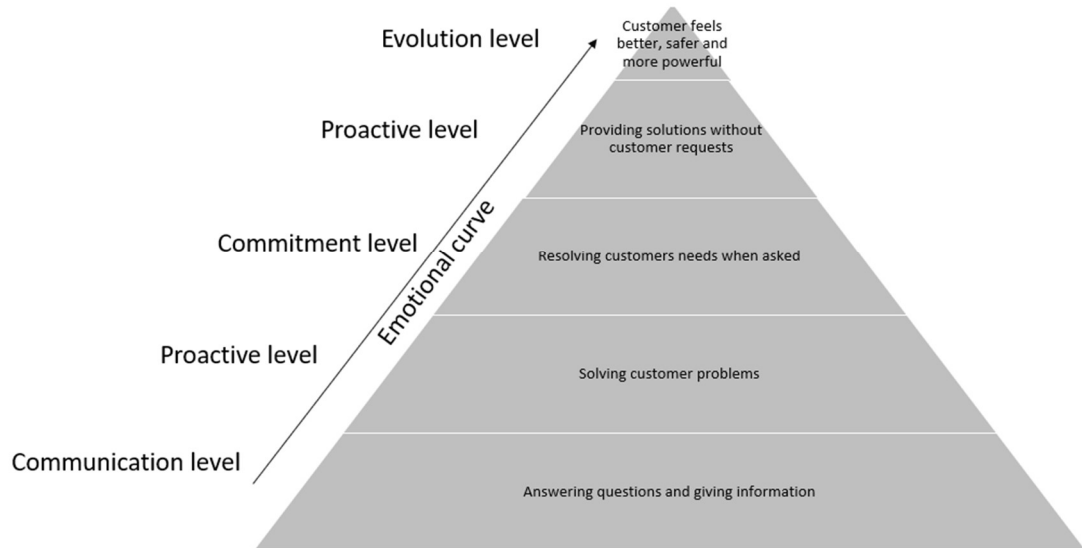 Evolution level
Customer feels
better, safer and
more powerful
Proactive level
Providing solutions without
customer requests
Commitment level
Emotional curve
Resolving customers needs when asked
Proactive level
Solving customer problems
Communication level
Answering questions and giving information